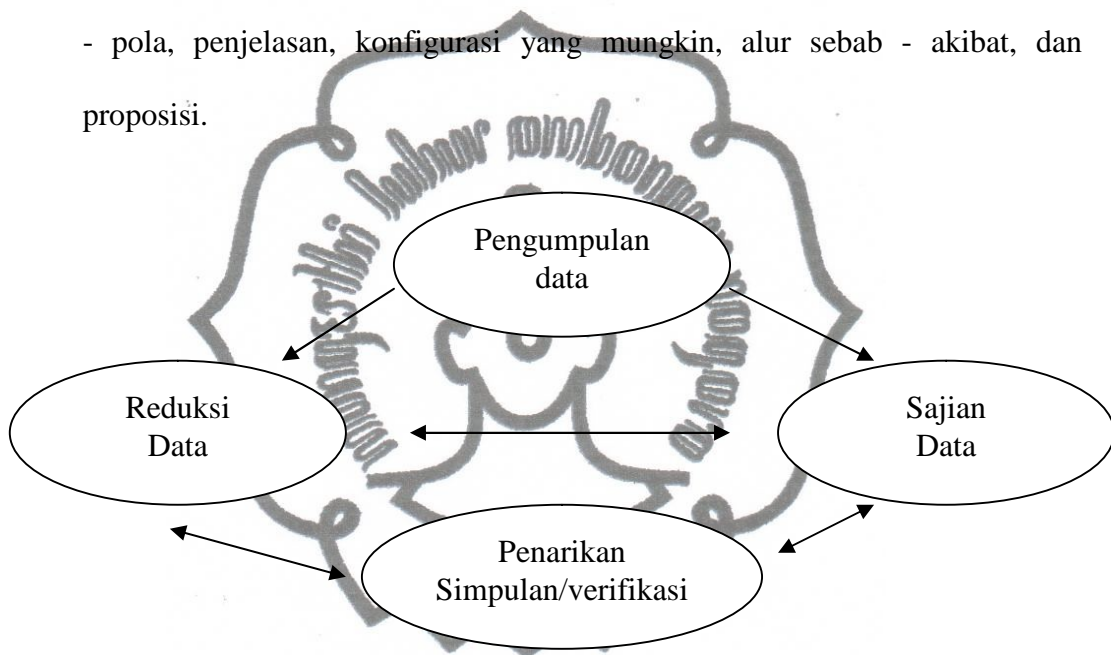 - pola, penjelasan, konfigurasi yang mungkin, alur sebab - akibat, dan
proposisi.
Pengumpulan
data
Reduksi
Data
Sajian
Data
Penarikan
Simpulan/verifikasi